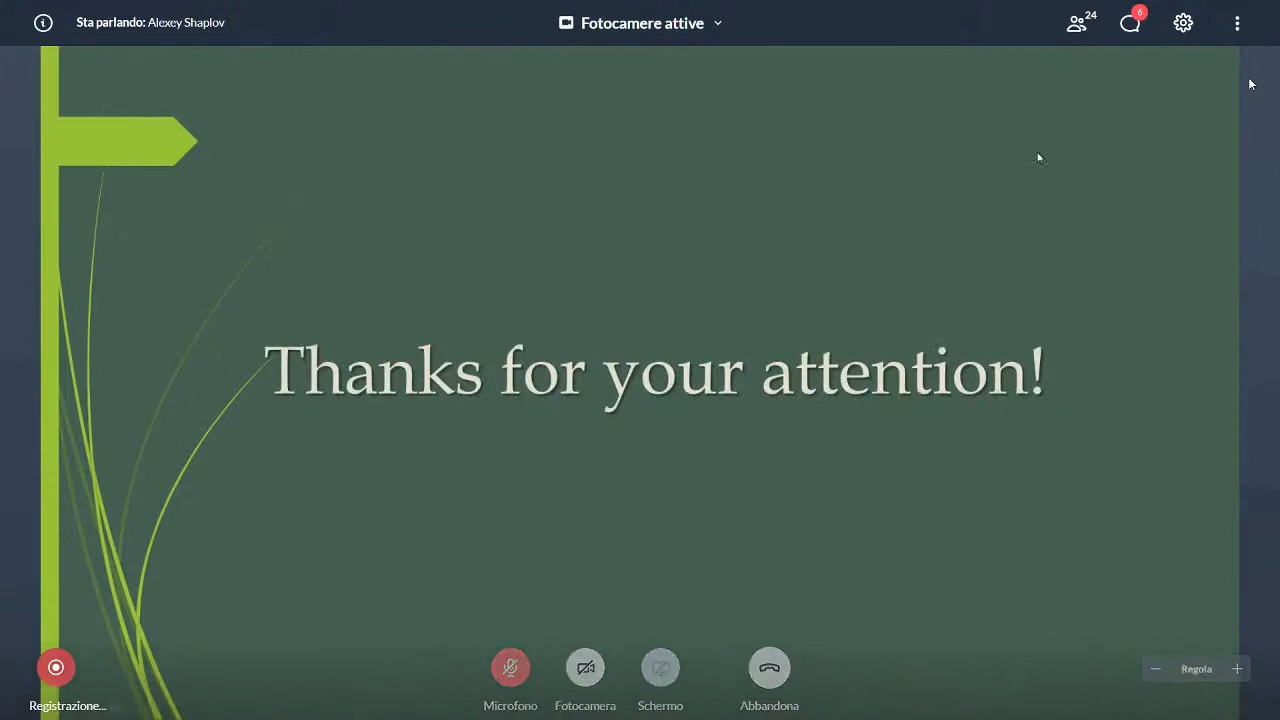 Sta parlando: Alexey Shaplov
Fotocamere attive
24
6
Thanks for your attention!
Registrazione...
Microfono
Fotocamera
Schermo
Abbandona
Regola